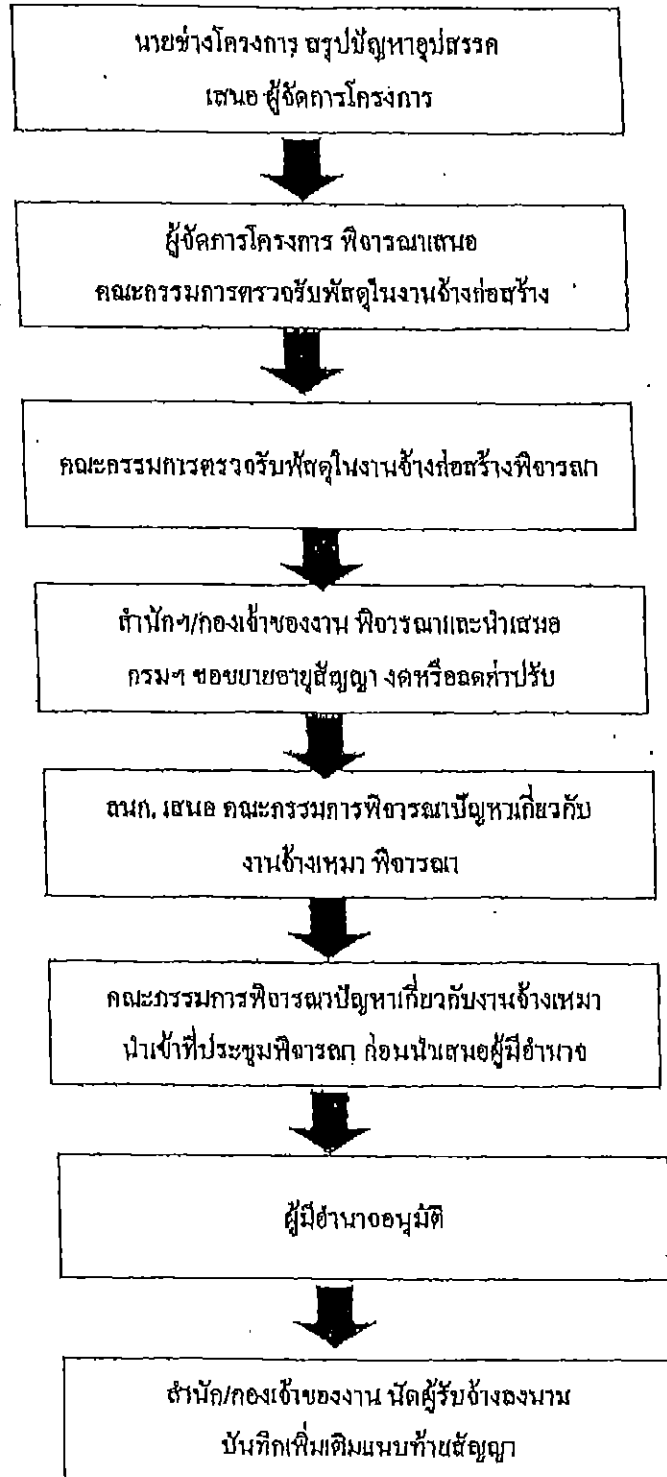 นายช่างโครงการ สรุปปัญหาอุปสรรค
เสนอ ผู้จัดการโครงการ
ผู้จัดการโครงการ พิจารณาเสนอ
คณะกรรมการตรวจรับพัสดุในงานจ้างก่อสร้าง
คณะกรรมการตรวจรับพัสดุในงานจ้างก่อสร้างพิจารณา
สำนักฯ/กองเจ้าของงาน พิจารณาและนำเสนอ
กรมฯ ขอขยายอายุสัญญา งดหรือลดค่าปรับ
สนก. เสนอ คณะกรรมการพิจารณาปัญหาเกี่ยวกับ
งานจ้างเหมา พิจารณา
คณะกรรมการพิจารณาปัญหาเกี่ยวกับงานจ้างเหมา
นำเข้าที่ประชุมพิจารณา ก่อนนำเสนอผู้มีอำนาจ
ผู้มีอำนาจอนุมัติ
สำนัก/กองเจ้าของงาน นัดผู้รับจ้างลงนาม
บันทึกเพิ่มเติมแนบท้ายสัญญา